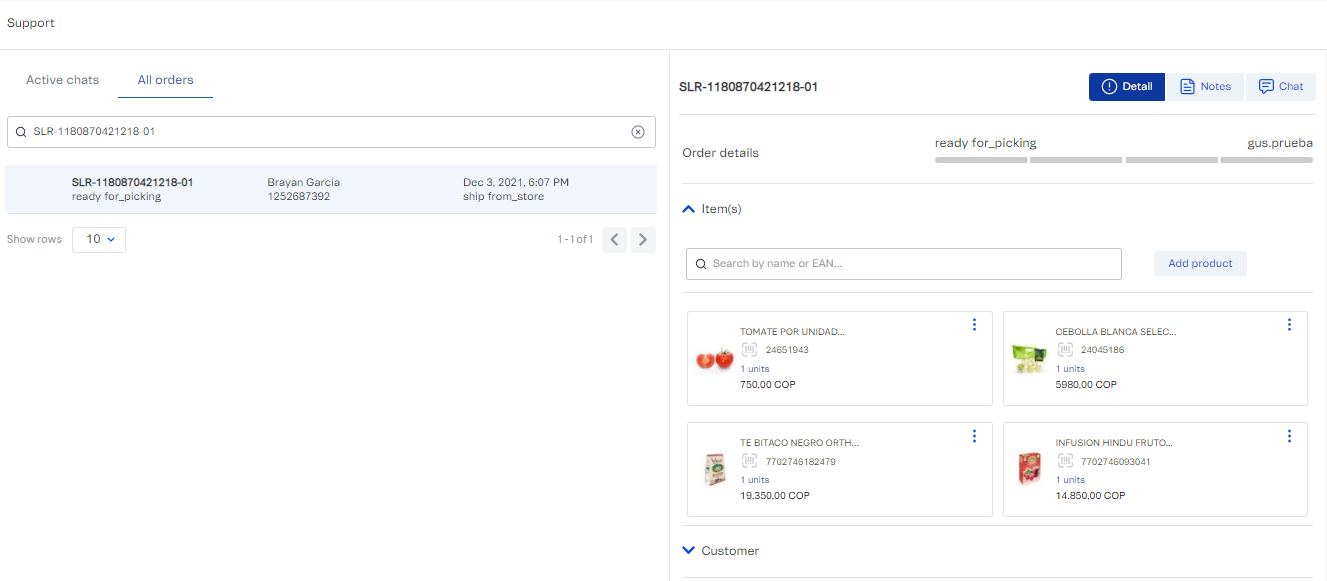 Support
Active chats
All orders
SLR-1180870421218-01
SLR-1180870421218-01
Brayan Garcia
Dec 3, 2021, 6:07 PM
ready for_picking
1252687392
ship from_store
Show rows
10
1 - 1 of 1
SLR-1180870421218-01
Detail
Notes
Chat
Order details
ready for_picking
gus.prueba
Item(s)
Search by name or EAN...
Add product
TOMATE POR UNIDAD...
24651943
1 units
750,00 COP
CEBOLLA BLANCA SELEC...
24045186
1 units
5980,00 COP
TE BITACO NEGRO ORTH...
7702746182479
1 units
19.350,00 COP
INFUSION HINDU FRUTO...
7702746093041
1 units
14.850,00 COP
Customer